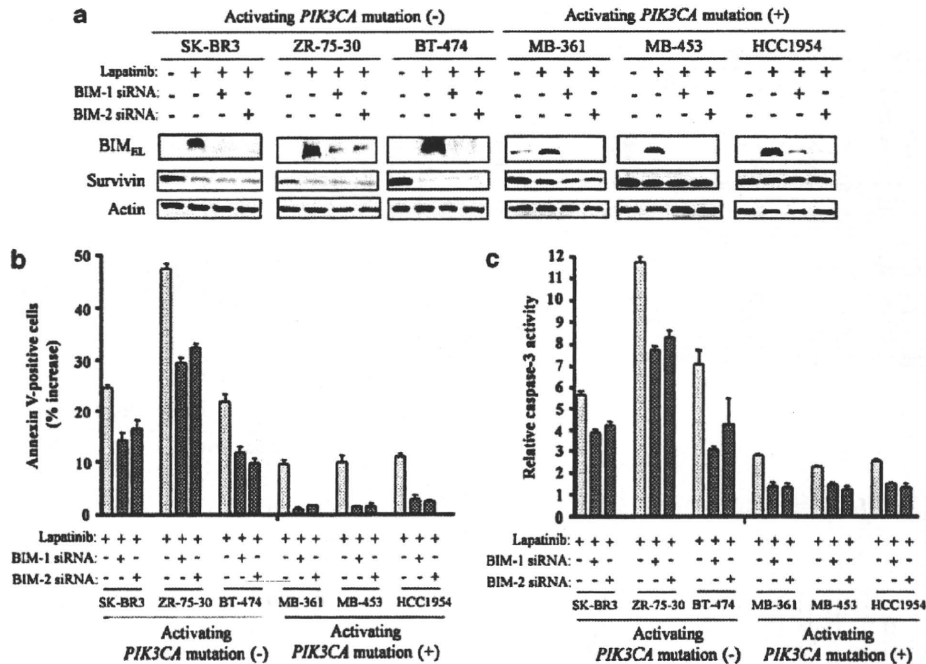 a
Activating PIK3CA mutation (-) Activating PIK3CA mutation (+)
SK-BR3 ZR-75-30 BT-474 MB-361 MB-453 HCC1954
Lapatinib: - + + + - + + + - + + + - + + + - + + + - + + +
BIM-1 siRNA: - - + - - - + - - - + - - - + - - - + - - - + -
BIM-2 siRNA: - - - + - - - + - - - + - - - + - - - + - - - +
BIM EL
Survivin
Actin
b
Annexin V-positive cells
(% increase)
50
40
30
20
10
0
Lapatinib: + + + + + + + + + + + + + + + + + +
BIM-1 siRNA: - + - - + - - + - - + - - + - - + -
BIM-2 siRNA: - - + - - + - - + - - + - - + - - +
SK-BR3 ZR-75-30 BT-474 MB-361 MB-453 HCC1954
Activating Activating
PIK3CA mutation (-) PIK3CA mutation (+)
c
Relative caspase-3 activity
12
11
10
9
8
7
6
5
4
3
2
1
0
Lapatinib: + + + + + + + + + + + + + + + + + +
BIM-1 siRNA: - + - - + - - + - - + - - + - - + -
BIM-2 siRNA: - - + - - + - - + - - + - - + - - +
SK-BR3 ZR-75-30 BT-474 MB-361 MB-453 HCC1954
Activating Activating
PIK3CA mutation (-) PIK3CA mutation (+)